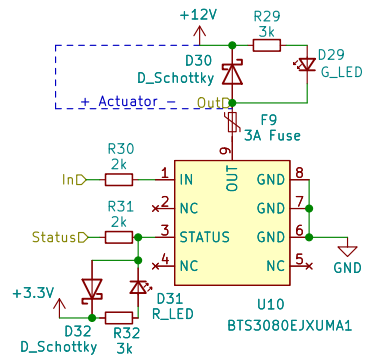 +12V
R29
3k
D30
D_Schottky
D29
G_LED
+ Actuator −
Out
F9
3A Fuse
9
R30
2k
In
1
IN
OUT
GND
8
2
NC
GND
7
R31
2k
Status
3
STATUS
GND
6
4
NC
NC
5
GND
+3.3V
D31
R_LED
U10
BTS3080EJXUMA1
D32
D_Schottky
R32
3k